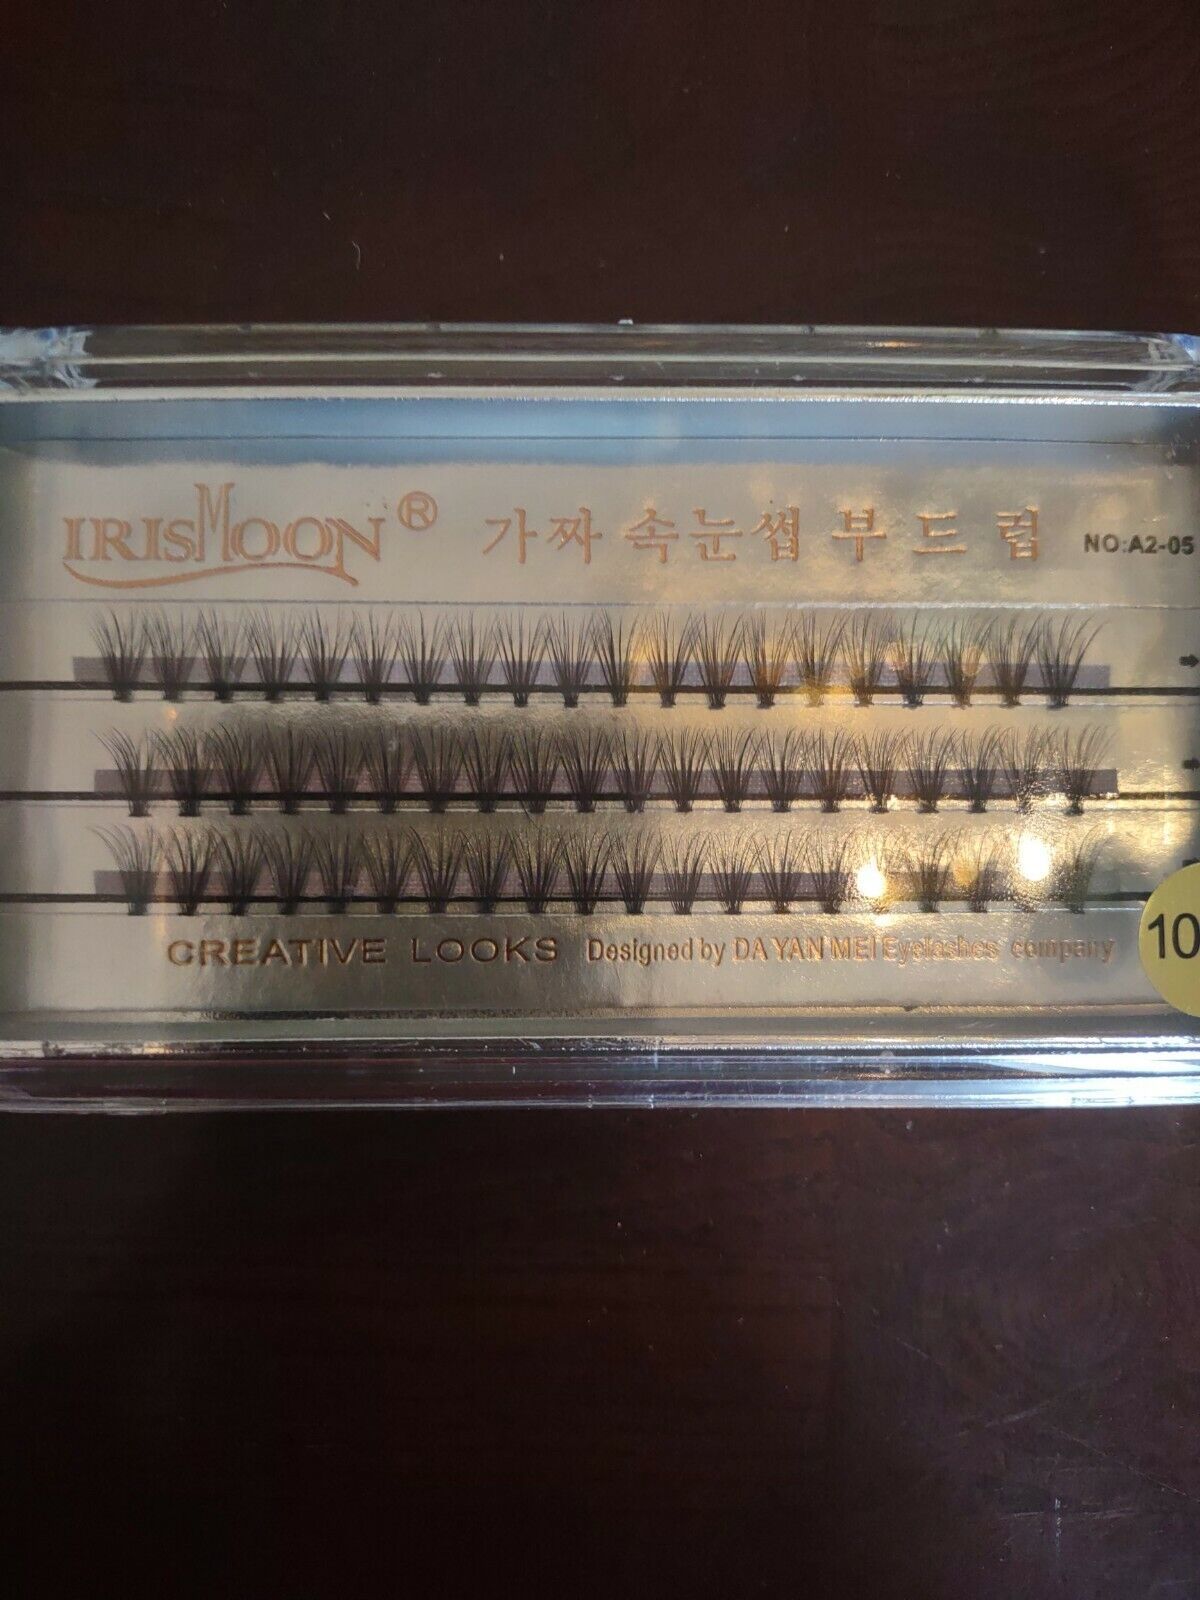 IRISMOON® 가짜 속눈썹 부드럽 NO:A2-05
CREATIVE LOOKS Designed by DA YAN MEI Eyelashes company
10